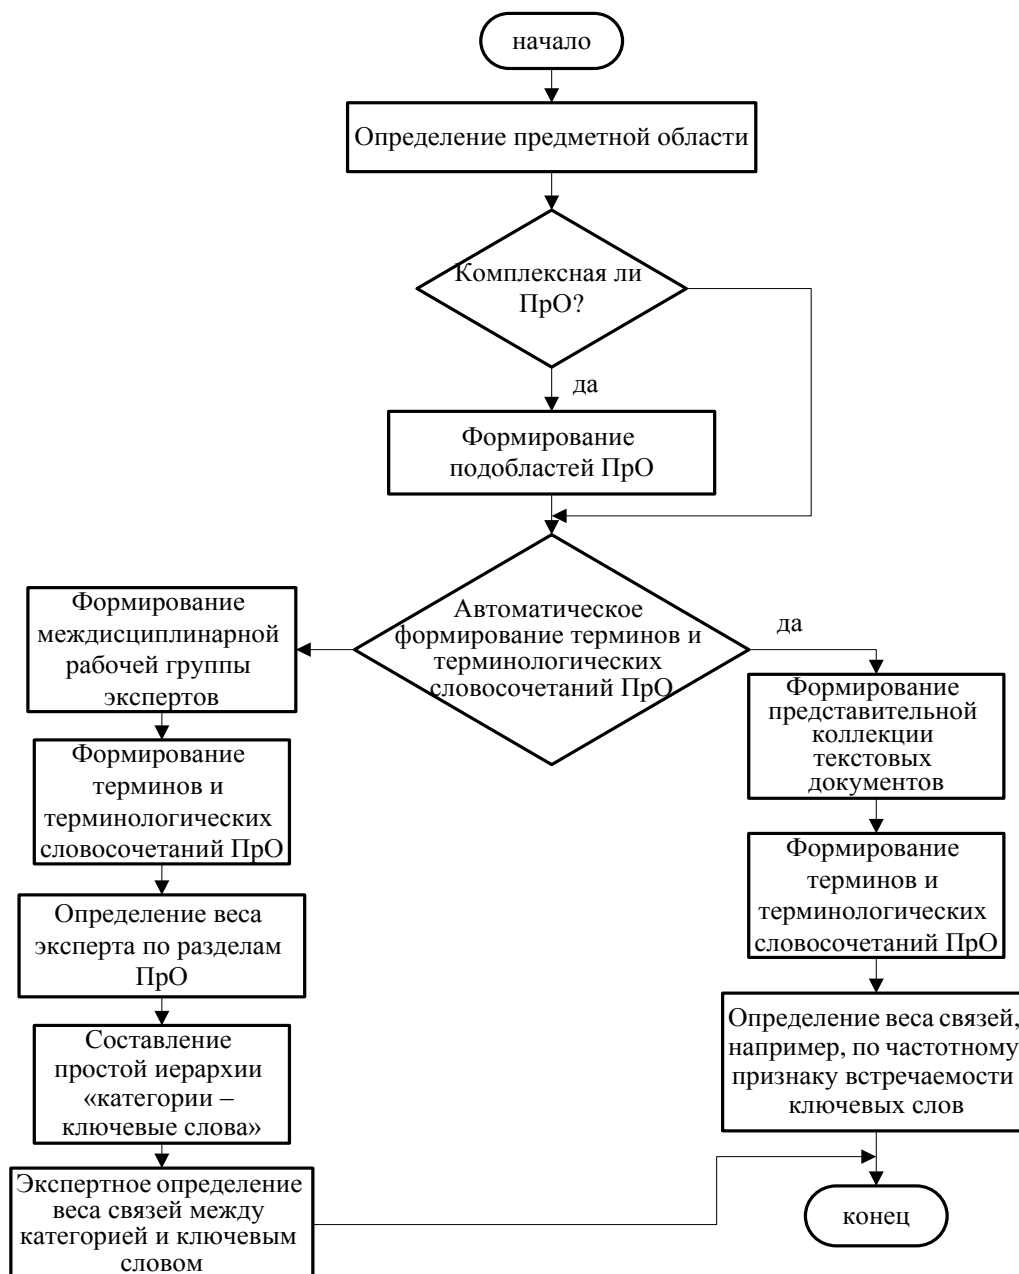 начало
Определение предметной области
Комплексная ли
ПрО?
да
Формирование
подобластей ПрО
Автоматическое
формирование терминов и
терминологических
словосочетаний ПрО
да
Формирование
междисциплинарной
рабочей группы
экспертов
Формирование
терминов и
терминологических
словосочетаний ПрО
Определение веса
эксперта по разделам
ПрО
Составление
простой иерархии
«категории –
ключевые слова»
Экспертное определение
веса связей между
категорией и ключевым
словом
Формирование
представительной
коллекции
текстовых
документов
Формирование
терминов и
терминологических
словосочетаний ПрО
Определение веса связей,
например, по частотному
признаку встречаемости
ключевых слов
конец